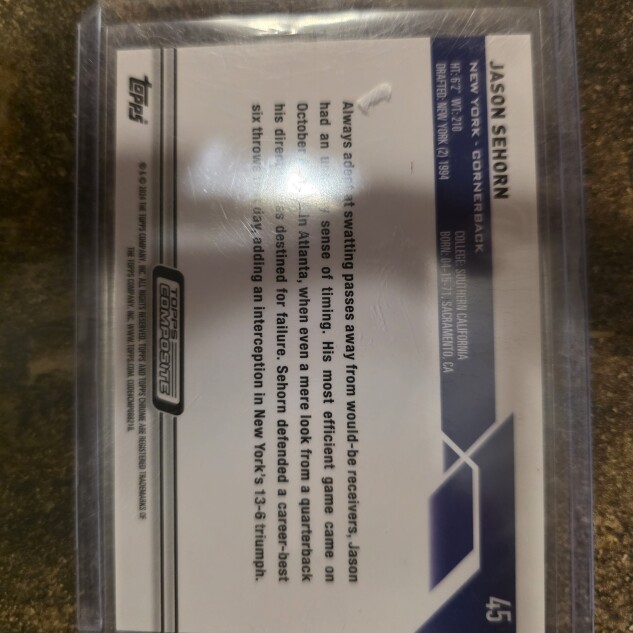 JASON SEHORN
45
NEW YORK • CORNERBACK
HT: 6'2" WT: 210
COLLEGE: SOUTHERN CALIFORNIA
DRAFTED: NEW YORK (2) 1994
BORN: 04-15-71, SACRAMENTO, CA
Always adept at swatting passes away from would-be receivers, Jason
had an sense of timing. His most efficient game came on
October in Atlanta, when even a mere look from a quarterback
his direc was destined for failure. Sehorn defended a career-best
six throws day, adding an interception in New York's 13-6 triumph.
TOPPS
COMPOSITE
topps
® & © 2024 THE TOPPS COMPANY, INC. ALL RIGHTS RESERVED. TOPPS AND TOPPS CHROME ARE REGISTERED TRADEMARKS OF
THE TOPPS COMPANY, INC. WWW.TOPPS.COM.